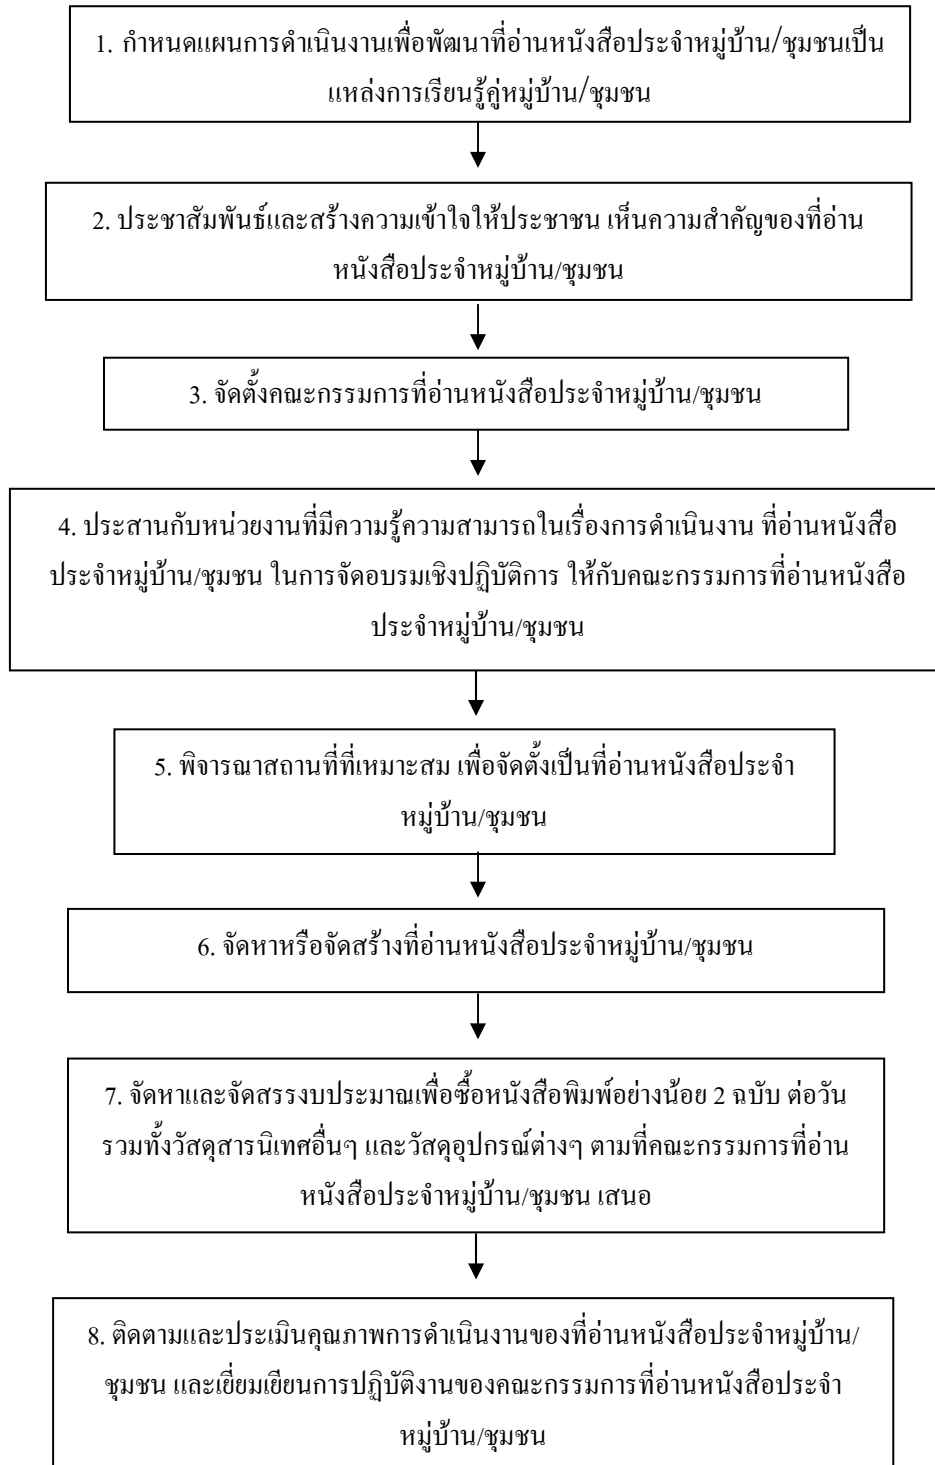 1. กำหนดแผนการดำเนินงานเพื่อพัฒนาที่อ่านหนังสือประจำหมู่บ้าน/ชุมชนเป็น
แหล่งการเรียนรู้คู่หมู่บ้าน/ชุมชน
2. ประชาสัมพันธ์และสร้างความเข้าใจให้ประชาชน เห็นความสำคัญของที่อ่าน
หนังสือประจำหมู่บ้าน/ชุมชน
3. จัดตั้งคณะกรรมการที่อ่านหนังสือประจำหมู่บ้าน/ชุมชน
4. ประสานกับหน่วยงานที่มีความรู้ความสามารถในเรื่องการดำเนินงาน ที่อ่านหนังสือ
ประจำหมู่บ้าน/ชุมชน ในการจัดอบรมเชิงปฏิบัติการ ให้กับคณะกรรมการที่อ่านหนังสือ
ประจำหมู่บ้าน/ชุมชน
5. พิจารณาสถานที่ที่เหมาะสม เพื่อจัดตั้งเป็นที่อ่านหนังสือประจำ
หมู่บ้าน/ชุมชน
6. จัดหาหรือจัดสร้างที่อ่านหนังสือประจำหมู่บ้าน/ชุมชน
7. จัดหาและจัดสรรงบประมาณเพื่อซื้อหนังสือพิมพ์อย่างน้อย 2 ฉบับ ต่อวัน
รวมทั้งวัสดุสารนิเทศอื่นๆ และวัสดุอุปกรณ์ต่างๆ ตามที่คณะกรรมการที่อ่าน
หนังสือประจำหมู่บ้าน/ชุมชน เสนอ
8. ติดตามและประเมินคุณภาพการดำเนินงานของที่อ่านหนังสือประจำหมู่บ้าน/
ชุมชน และเยี่ยมเยียนการปฏิบัติงานของคณะกรรมการที่อ่านหนังสือประจำ
หมู่บ้าน/ชุมชน